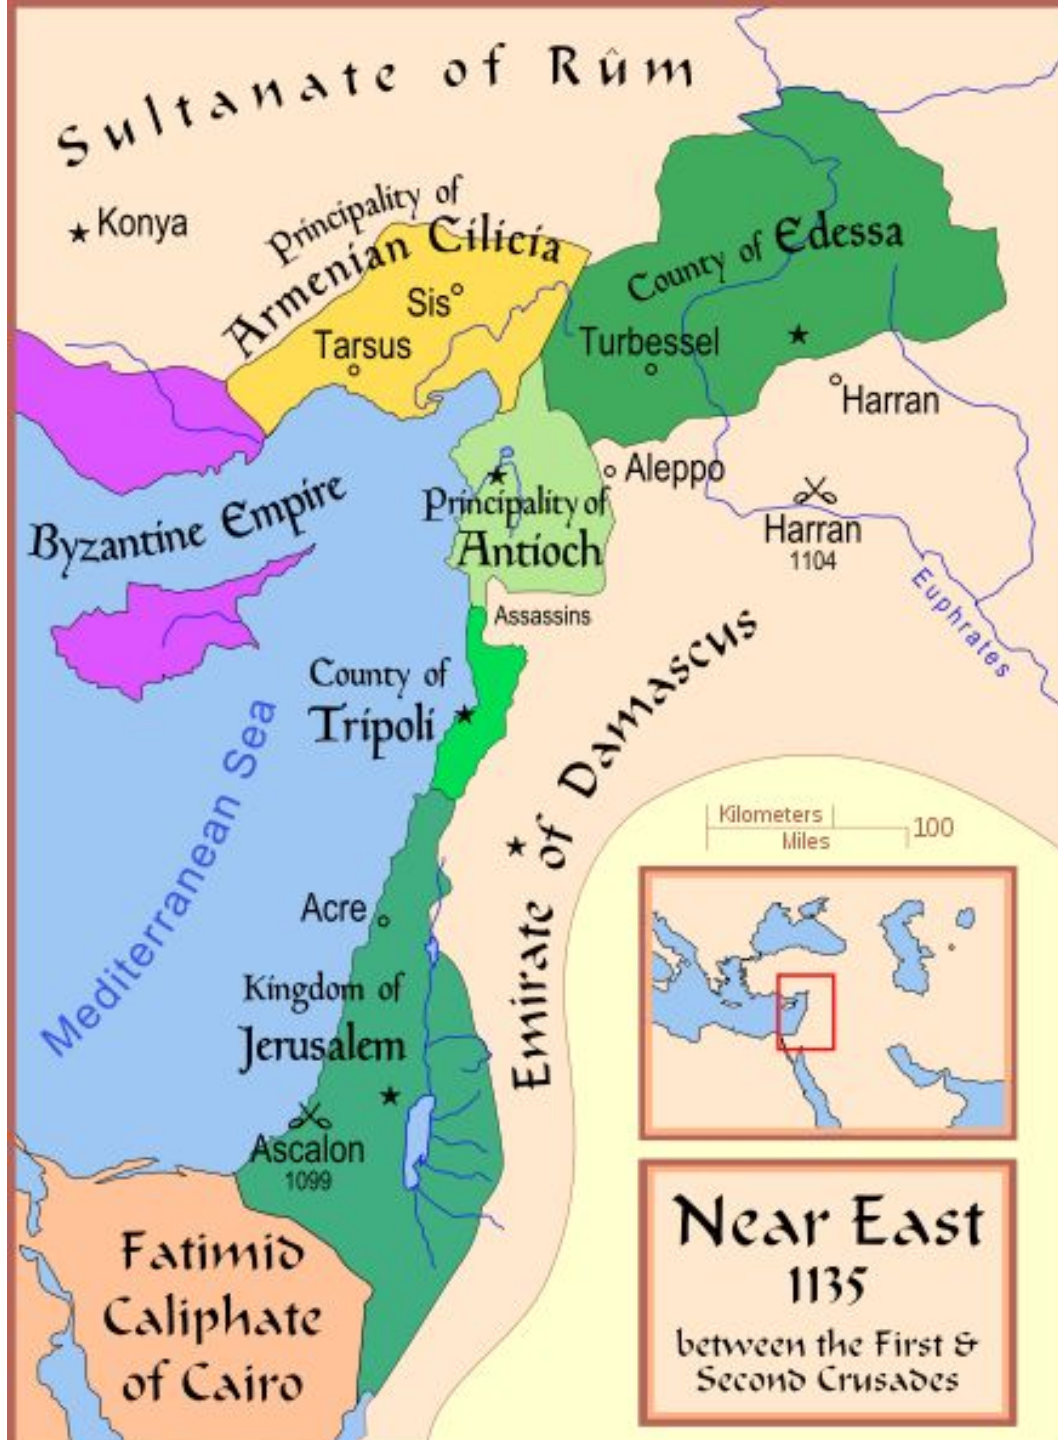 Sultanate of Rûm
Konya
Principality of
Armenian Cilicia
Sis
Tarsus
County of Edessa
Turbessel
Harran
Aleppo
Byzantine Empire
Principality of
Antioch
Harran
1104
Euphrates
Assassins
County of
Tripoli
Mediterranean Sea
Emirate of Damascus
Kilometers
Miles
100
Acre
Kingdom of
Jerusalem
Ascalon
1099
Fatimid
Caliphate
of Cairo
Near East
1135
between the First &
Second Crusades